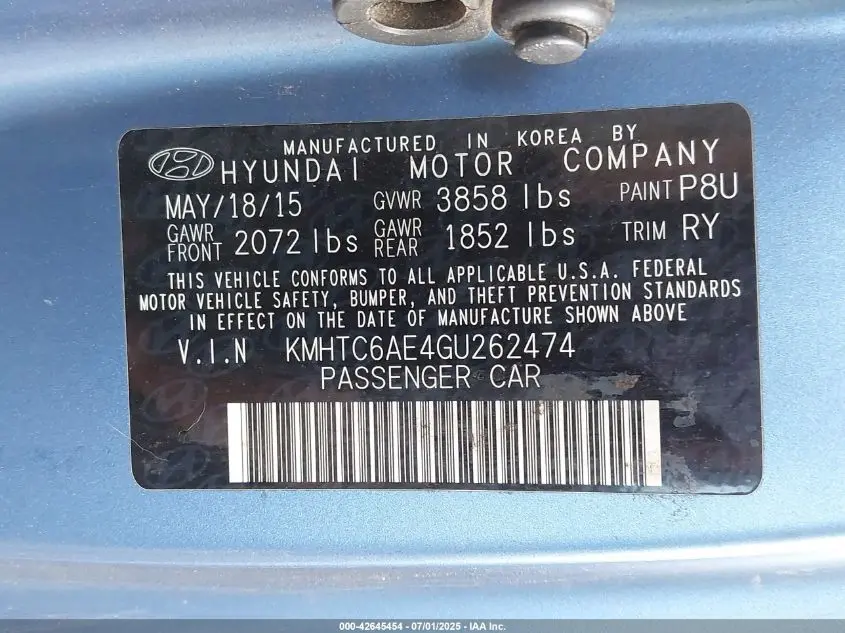 MANUFACTURED IN KOREA BY
HYUNDAI MOTOR COMPANY
MAY/18/15 GVWR 3858 lbs PAINT P8U
GAWR FRONT 2072 lbs GAWR REAR 1852 lbs TRIM RY
THIS VEHICLE CONFORMS TO ALL APPLICABLE U.S.A. FEDERAL
MOTOR VEHICLE SAFETY, BUMPER, AND THEFT PREVENTION STANDARDS
IN EFFECT ON THE DATE OF MANUFACTURE SHOWN ABOVE
V.I.N KMHTC6AE4GU262474
PASSENGER CAR
000-42645454 - 07/01/2025 - IAA Inc.